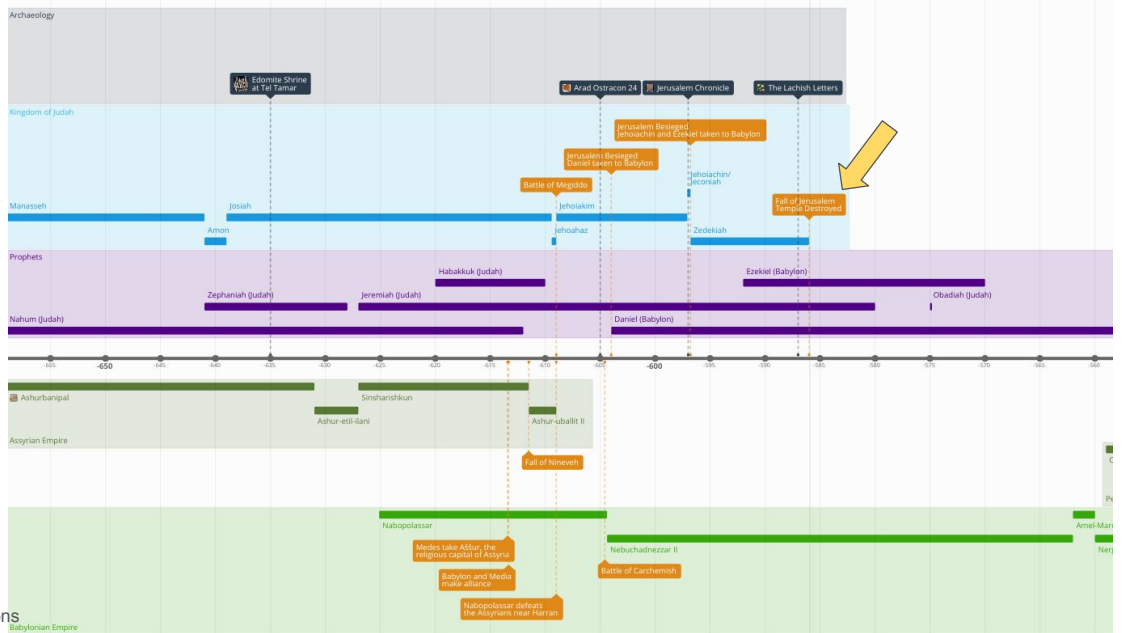 Archaeology
Edomite Shrine
at Tel Tamar
Arad Ostracon 24
Jerusalem Chronicle
The Lachish Letters
Kingdom of Judah
Jerusalem Besieged
Jehoiachin and Ezekiel taken to Babylon
Jerusalem Besieged
Daniel taken to Babylon
Battle of Megiddo
Jehoiachin/
Jeconiah
Fall of Jerusalem
Temple Destroyed
Manasseh
Josiah
Jehoiakim
Amon
Jehoahaz
Zedekiah
Prophets
Habakkuk (Judah)
Ezekiel (Babylon)
Zephaniah (Judah)
Jeremiah (Judah)
Obadiah (Judah)
Nahum (Judah)
Daniel (Babylon)
-655 -650 -645 -640 -635 -630 -625 -620 -615 -610 -605 -600 -595 -590 -585 -580 -575 -570 -565 -560
Ashurbanipal
Sinsharishkun
Ashur-etil-ilani
Ashur-uballit II
Assyrian Empire
Fall of Nineveh
Nabopolassar
Amel-Mar
Medes take Aššur, the
religious capital of Assyria
Nebuchadnezzar II
Babylon and Media
make alliance
Battle of Carchemish
Nabopolassar defeats
the Assyrians near Harran
ns
Babylonian Empire